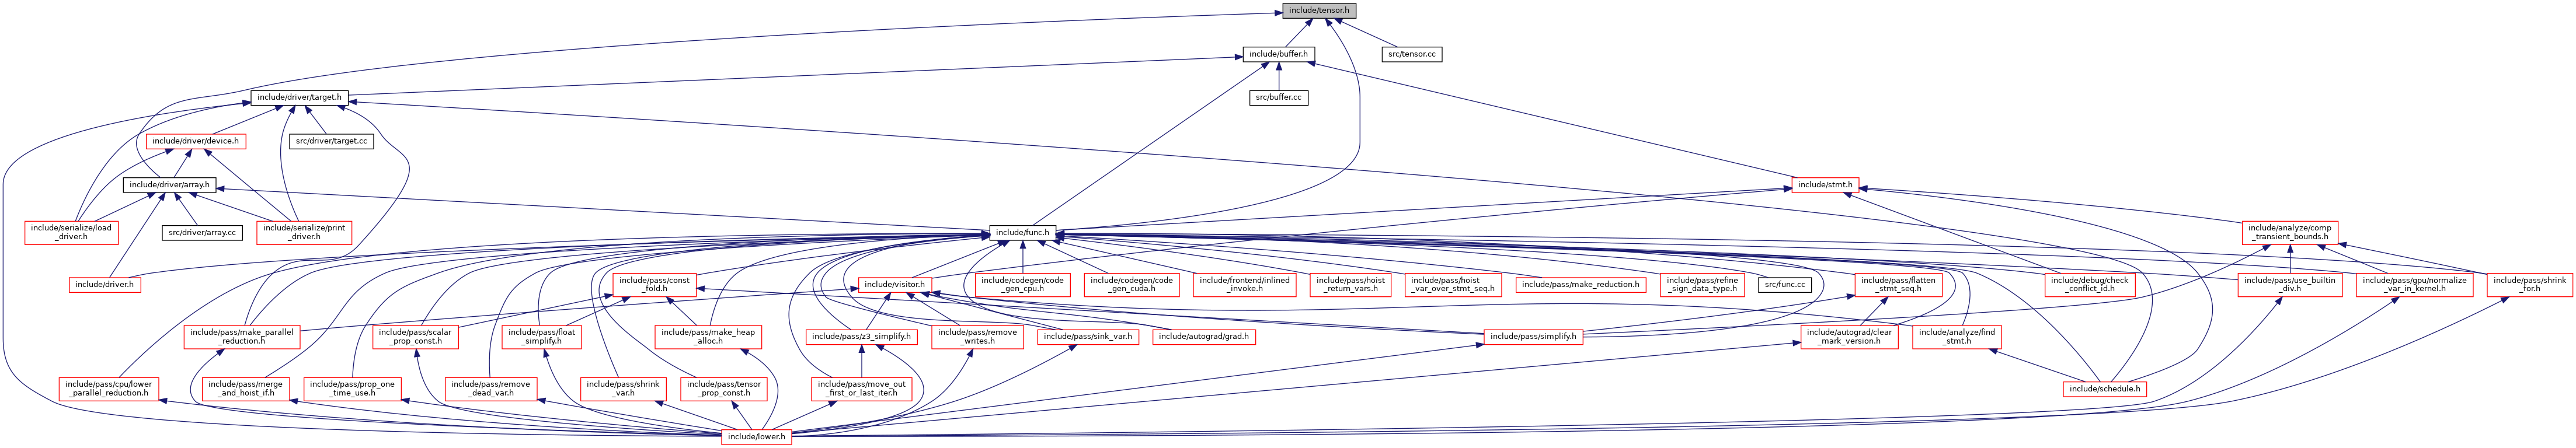 include/tensor.h
include/buffer.h
src/tensor.cc
include/driver/target.h
src/buffer.cc
include/driver/device.h
src/driver/target.cc
include/driver/array.h
include/stmt.h
include/serialize/load
_driver.h
src/driver/array.cc
include/serialize/print
_driver.h
include/func.h
include/analyze/comp
_transient_bounds.h
include/driver.h
include/pass/const
_fold.h
include/visitor.h
include/codegen/code
_gen_cpu.h
include/codegen/code
_gen_cuda.h
include/frontend/inlined
_invoke.h
include/pass/hoist
_return_vars.h
include/pass/hoist
_var_over_stmt_seq.h
include/pass/make_reduction.h
include/pass/refine
_sign_data_type.h
src/func.cc
include/pass/flatten
_stmt_seq.h
include/debug/check
_conflict_id.h
include/pass/use_builtin
_div.h
include/pass/gpu/normalize
_var_in_kernel.h
include/pass/shrink
_for.h
include/pass/make_parallel
_reduction.h
include/pass/scalar
_prop_const.h
include/pass/float
_simplify.h
include/pass/make_heap
_alloc.h
include/pass/z3_simplify.h
include/pass/remove
_writes.h
include/pass/sink_var.h
include/autograd/grad.h
include/pass/simplify.h
include/autograd/clear
_mark_version.h
include/analyze/find
_stmt.h
include/pass/cpu/lower
_parallel_reduction.h
include/pass/merge
_and_hoist_if.h
include/pass/prop_one
_time_use.h
include/pass/remove
_dead_var.h
include/pass/shrink
_var.h
include/pass/tensor
_prop_const.h
include/pass/move_out
_first_or_last_iter.h
include/schedule.h
include/lower.h